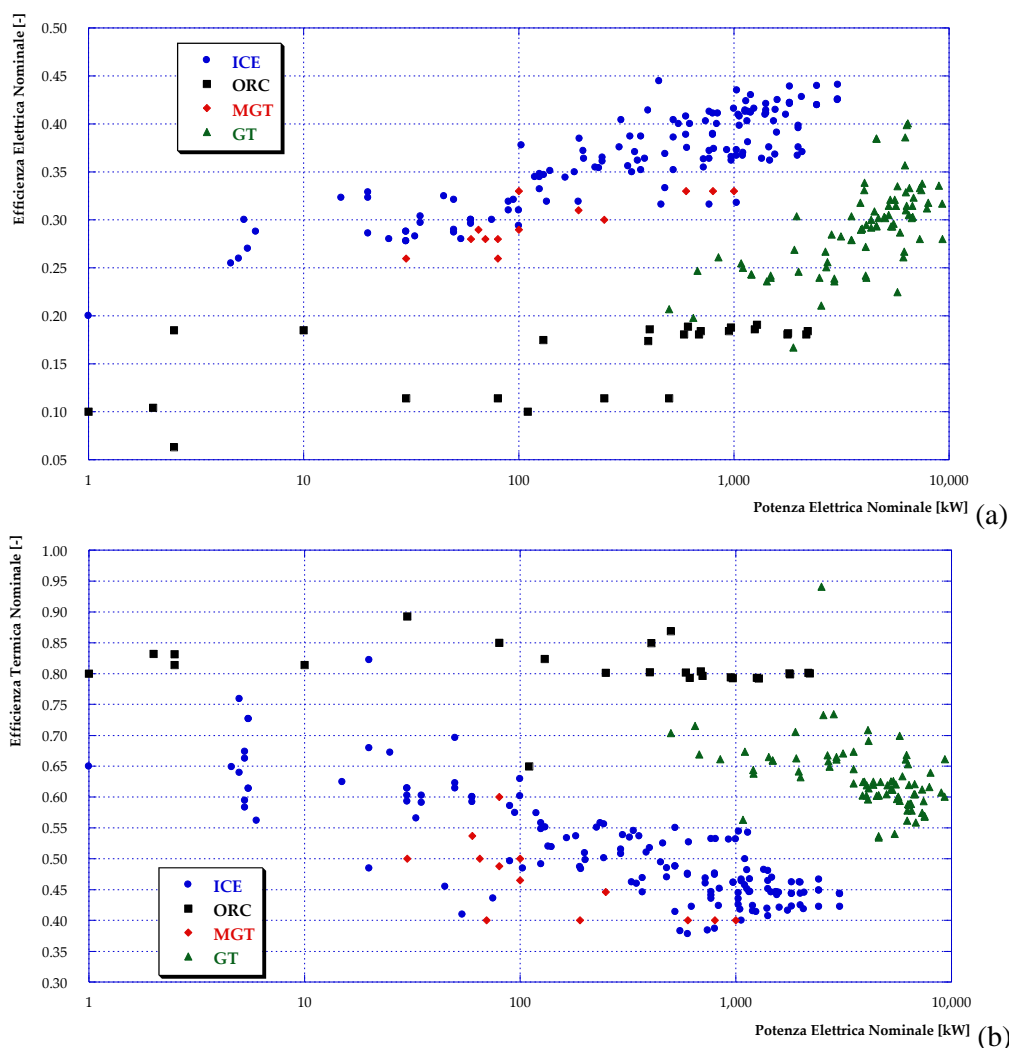 Efficienza Elettrica Nominale [-]
0.50
0.45
0.40
0.35
0.30
0.25
0.20
0.15
0.10
0.05
ICE
ORC
MGT
GT
1
10
100
1,000
10,000
Potenza Elettrica Nominale [kW]
(a)
Efficienza Termica Nominale [-]
1.00
0.95
0.90
0.85
0.80
0.75
0.70
0.65
0.60
0.55
0.50
0.45
0.40
0.35
0.30
ICE
ORC
MGT
GT
1
10
100
1,000
10,000
Potenza Elettrica Nominale [kW]
(b)